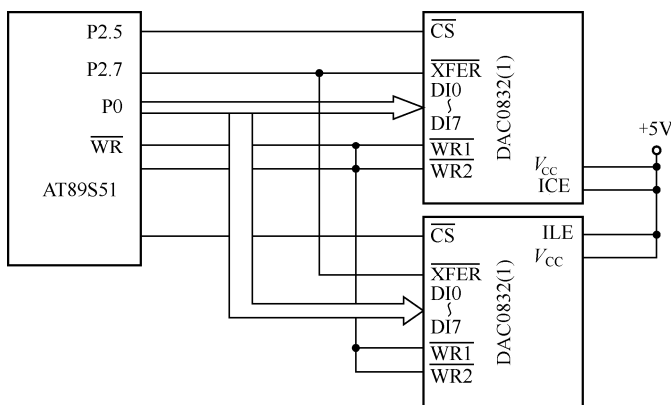 P2.5
P2.7
P0
WR
AT89S51
CS
XFER
DI0
DI7
WR1
WR2
DAC0832(1)
VCC
ICE
+5V
CS
XFER
DI0
DI7
WR1
WR2
DAC0832(1)
ILE
VCC